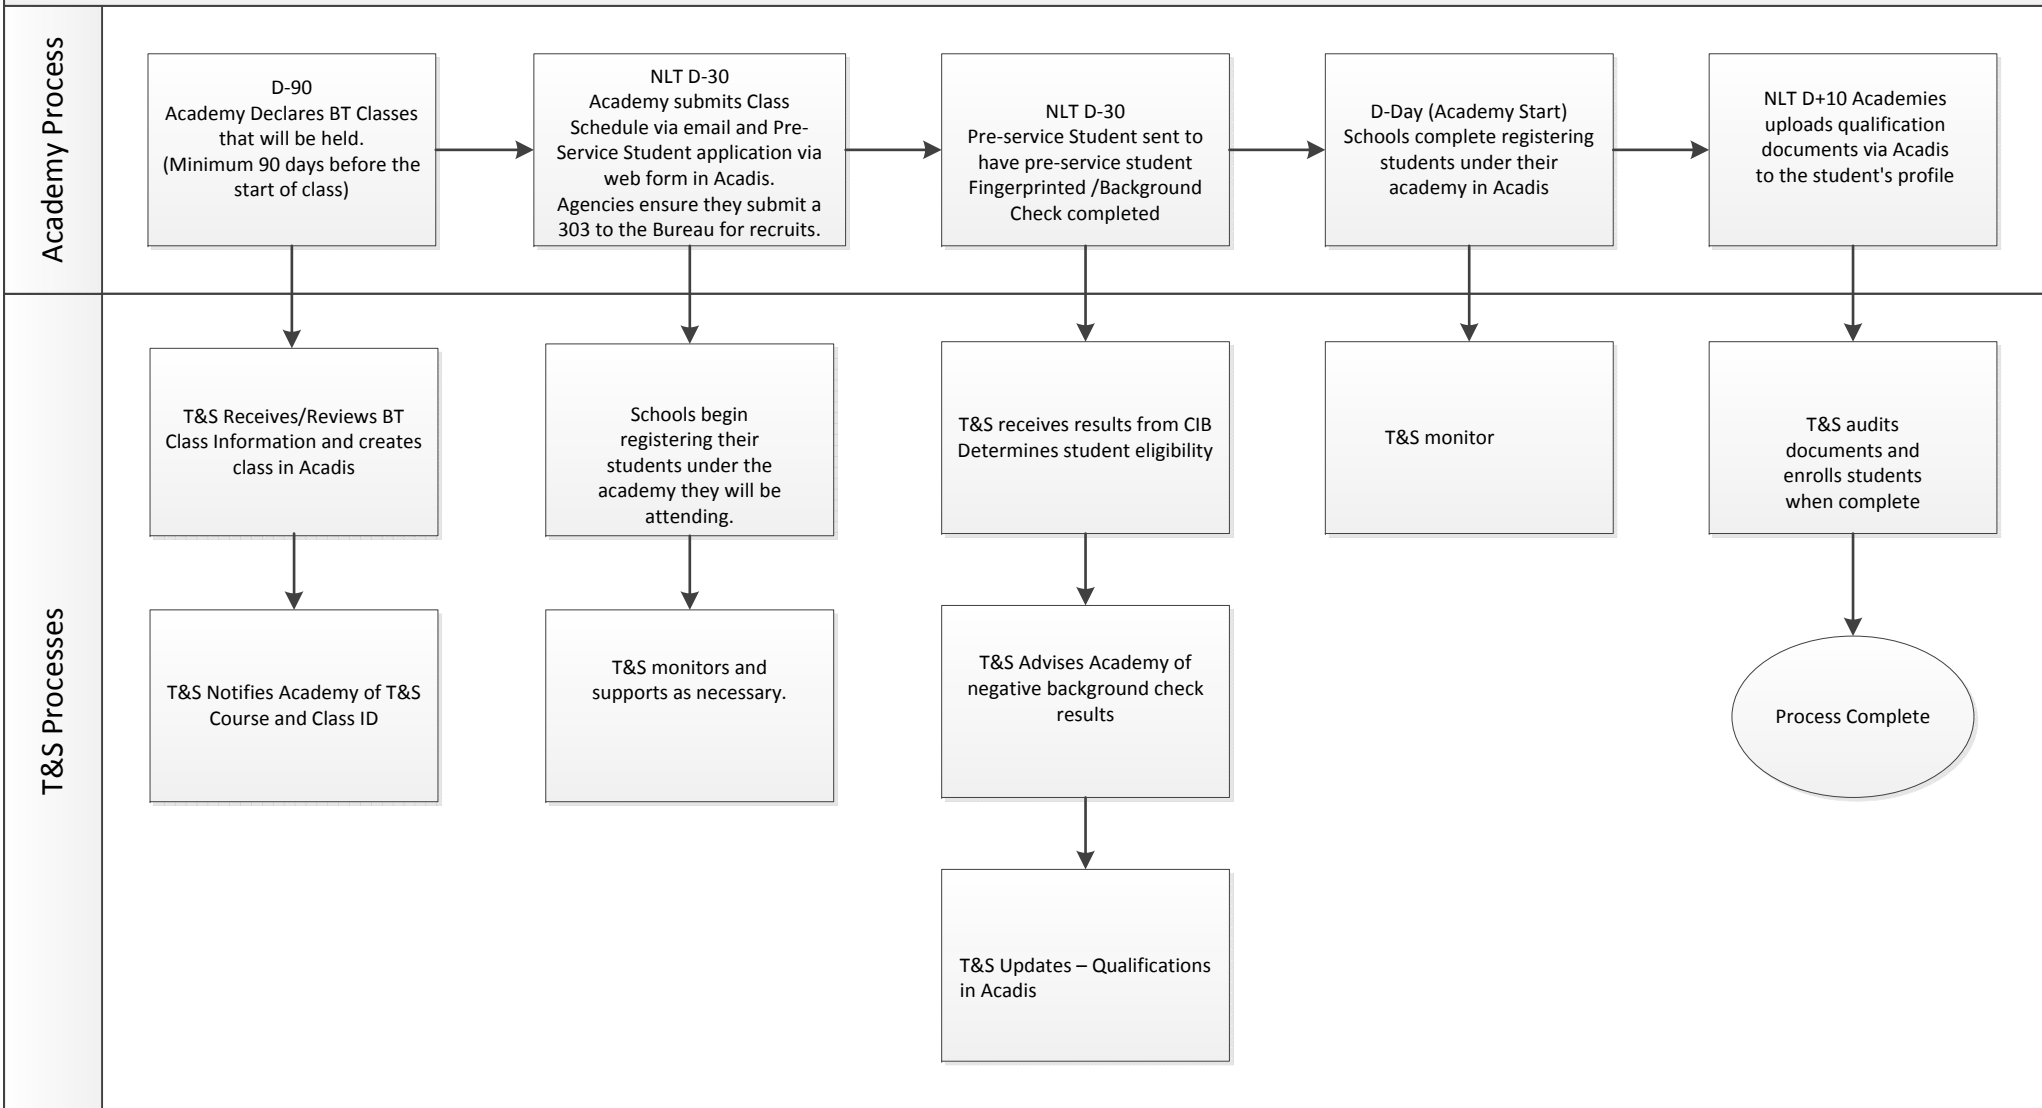 Academy Process
D-90
Academy Declares BT Classes
that will be held.
(Minimum 90 days before the
start of class)
NLT D-30
Academy submits Class
Schedule via email and Pre-
Service Student application via
web form in Acadis.
Agencies ensure they submit a
303 to the Bureau for recruits.
NLT D-30
Pre-service Student sent to
have pre-service student
Fingerprinted /Background
Check completed
D-Day (Academy Start)
Schools complete registering
students under their
academy in Acadis
NLT D+10 Academies
uploads qualification
documents via Acadis
to the student's profile
T&S Processes
T&S Receives/Reviews BT
Class Information and creates
class in Acadis
Schools begin
registering their
students under the
academy they will be
attending.
T&S receives results from CIB
Determines student eligibility
T&S monitor
T&S audits
documents and
enrolls students
when complete
T&S Notifies Academy of T&S
Course and Class ID
T&S monitors and
supports as necessary.
T&S Advises Academy of
negative background check
results
Process Complete
T&S Updates – Qualifications
in Acadis